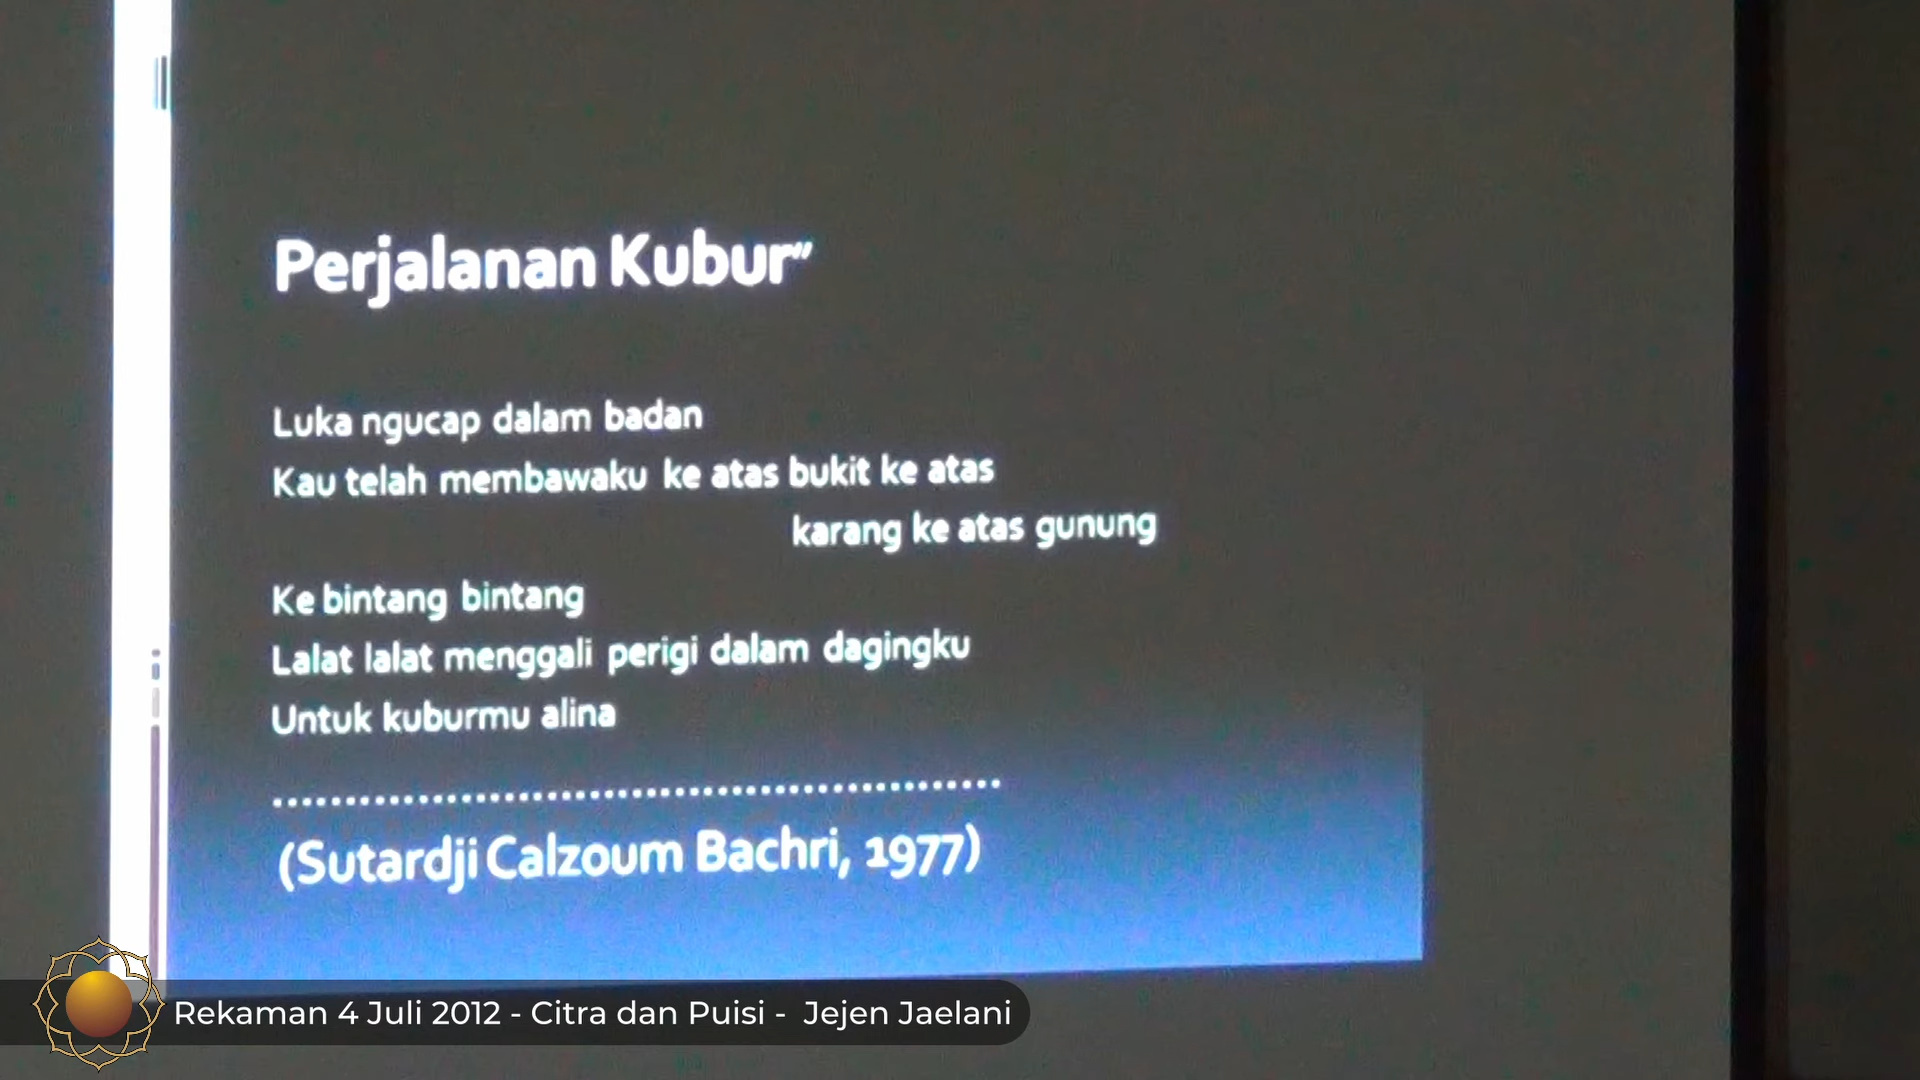 Perjalanan Kubur”
Luka ngucap dalam badan
Kau telah membawaku ke atas bukit ke atas
karang ke atas gunung
Ke bintang bintang
Lalat lalat menggali perigi dalam dagingku
Untuk kuburmu alina
..................................................
(Sutardji Calzoum Bachri, 1977)
Rekaman 4 Juli 2012 - Citra dan Puisi - Jejen Jaelani